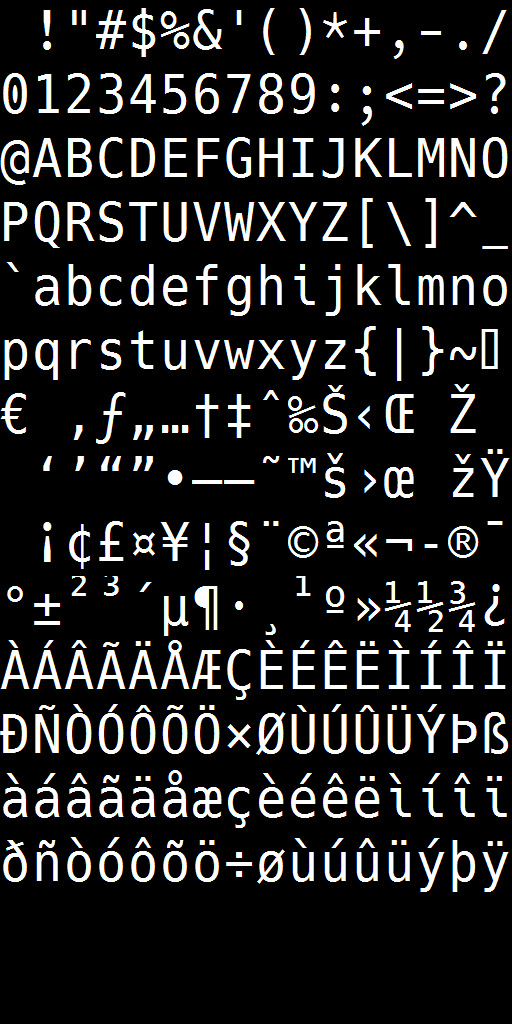 !"#$%&'()*+,-./
0123456789:;<=>?
@ABCDEFGHIJKLMNO
PQRSTUVWXYZ[\]^_
`abcdefghijklmno
pqrstuvwxyz{|}~▯
€ ‚ƒ„…†‡ˆ‰Š‹Œ Ž
 ‘’“”•–—˜™š›œ žŸ
 ¡¢£¤¥¦§¨©ª«¬-®¯
°±²³´µ¶·¸¹º»¼½¾¿
ÀÁÂÃÄÅÆÇÈÉÊËÌÍÎÏ
ÐÑÒÓÔÕÖ×ØÙÚÛÜÝÞß
àáâãäåæçèéêëìíîï
ðñòóôõö÷øùúûüýþÿ